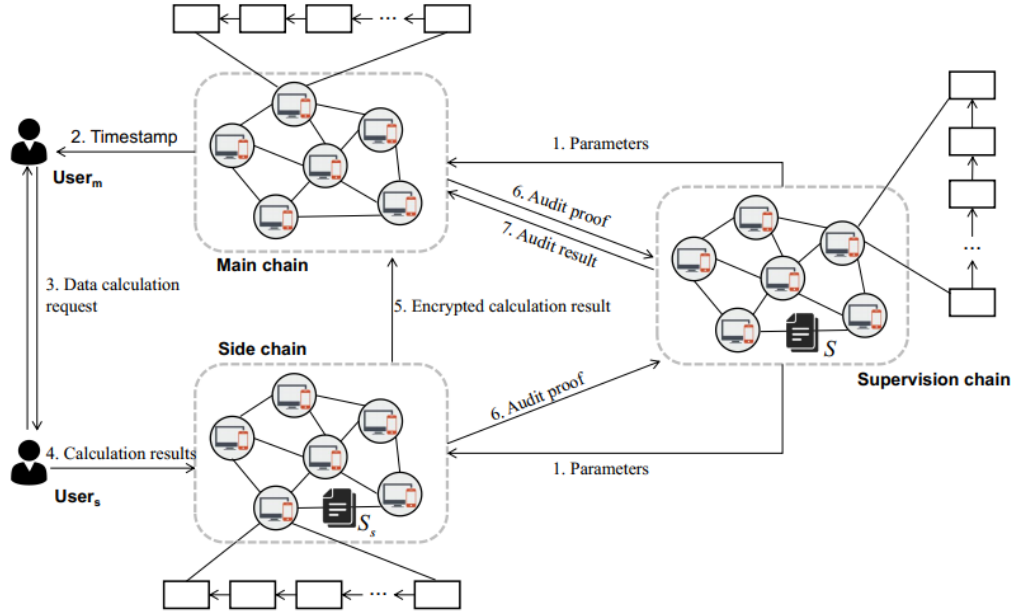 ...
2. Timestamp
1. Parameters
User_m
6. Audit proof
7. Audit result
Main chain
...
3. Data calculation
request
5. Encrypted calculation result
Side chain
S
Supervision chain
6. Audit proof
4. Calculation results
1. Parameters
User_s
S_s
...